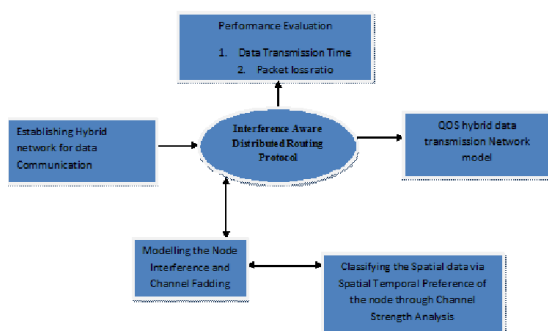 Performance Evaluation
1. Data Transmission Time
2. Packet loss ratio
Establishing Hybrid
network for data
Communication
Interference Aware
Distributed Routing
Protocol
QOS hybrid data
transmission Network
model
Modelling the Node
Interference and
Channel Fadding
Classifying the Spatial data via
Spatial Temporal Preference of
the node through Channel
Strength Analysis